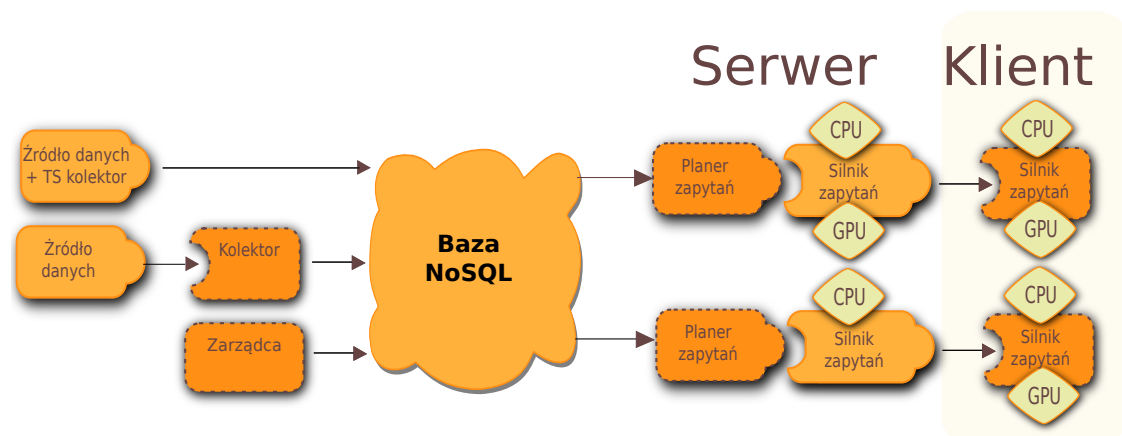 Serwer
Klient
Źródło danych
+ TS kolektor
Źródło
danych
Kolektor
Zarządca
Baza
NoSQL
Planer
zapytań
CPU
Silnik
zapytań
GPU
CPU
Silnik
zapytań
GPU
Planer
zapytań
CPU
Silnik
zapytań
CPU
Silnik
zapytań
GPU